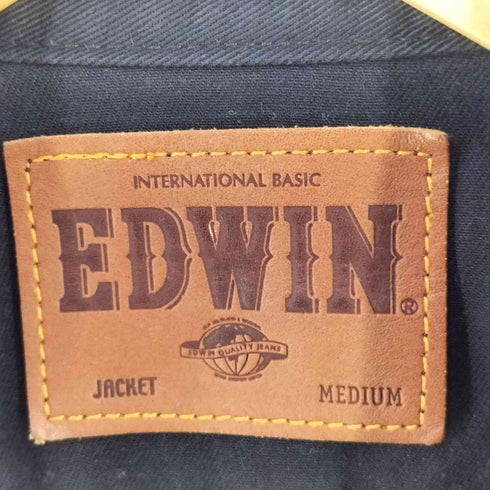 INTERNATIONAL BASIC
EDWIN®
EDWIN QUALITY JEANS
JACKET
MEDIUM